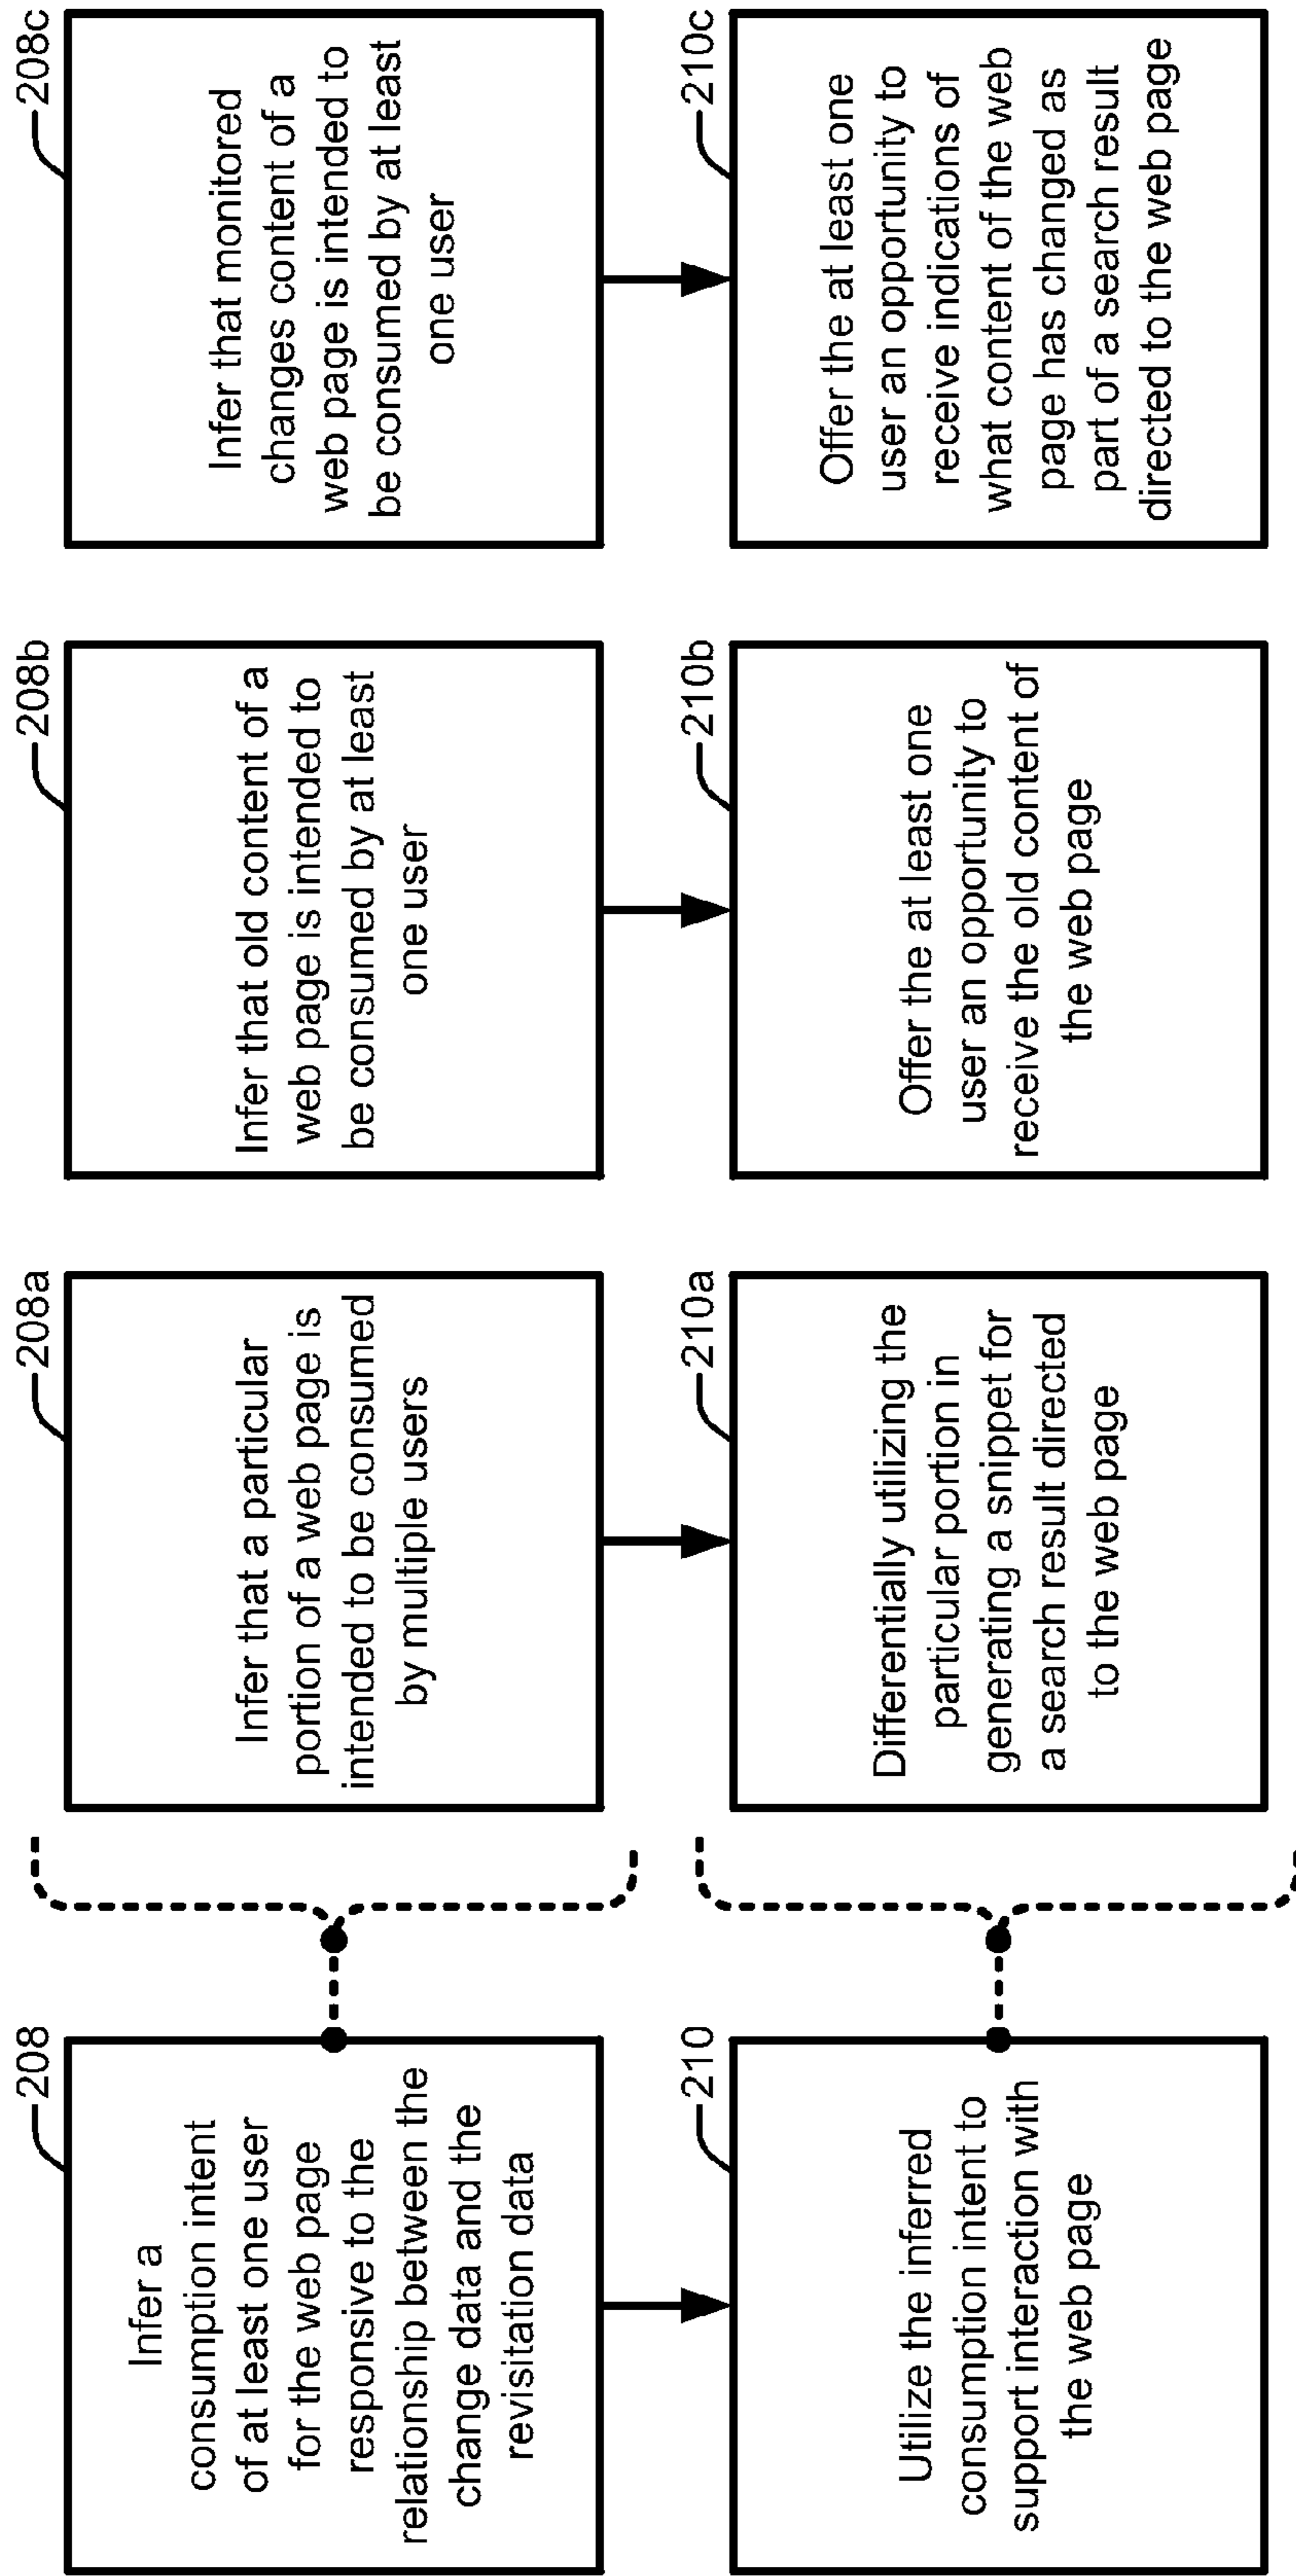 208
Infer a
consumption intent
of at least one user
for the web page
responsive to the
relationship between the
change data and the
revisitation data
210
Utilize the inferred
consumption intent to
support interaction with
the web page
208a
Infer that a particular
portion of a web page is
intended to be consumed
by multiple users
210a
Differentially utilizing the
particular portion in
generating a snippet for
a search result directed
to the web page
208b
Infer that old content of a
web page is intended to
be consumed by at least
one user
210b
Offer the at least one
user an opportunity to
receive the old content of
the web page
208c
Infer that monitored
changes content of a
web page is intended to
be consumed by at least
one user
210c
Offer the at least one
user an opportunity to
receive indications of
what content of the web
page has changed as
part of a search result
directed to the web page